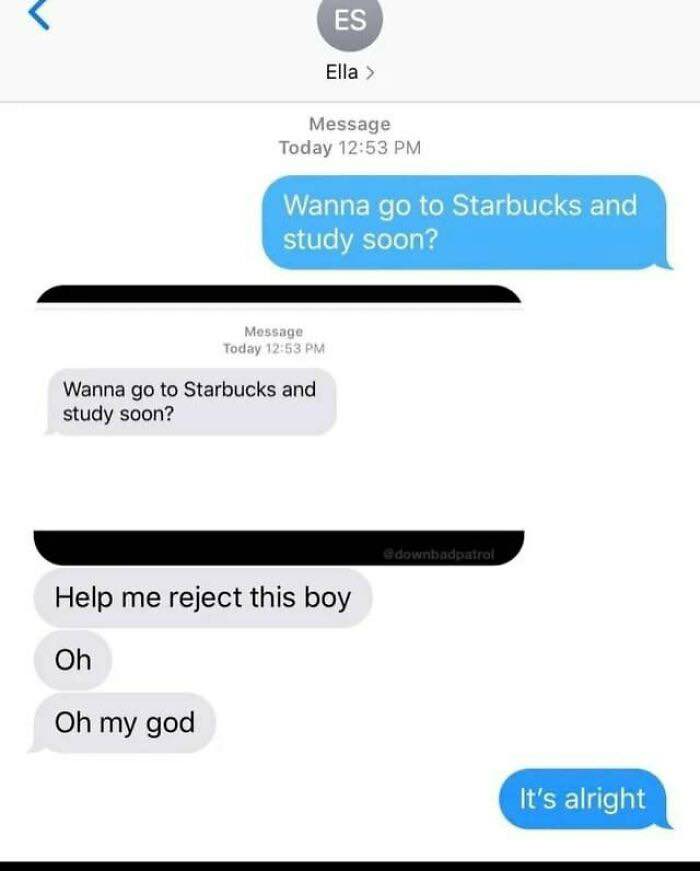 ES
Ella >
Message
Today 12:53 PM
Wanna go to Starbucks and
study soon?
Message
Today 12:53 PM
Wanna go to Starbucks and
study soon?
@downbadpatrol
Help me reject this boy
Oh
Oh my god
It's alright